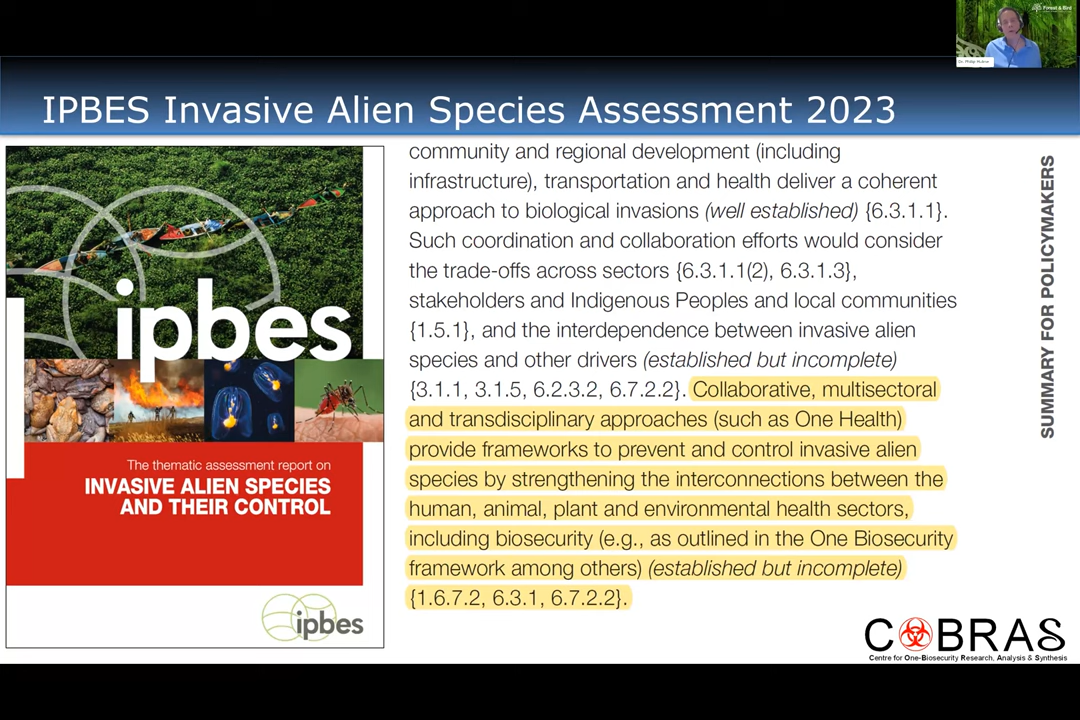 Forest & Bird
IPBES Invasive Alien Species Assessment 2023
ipbes
The thematic assessment report on
INVASIVE ALIEN SPECIES
AND THEIR CONTROL
ipbes
community and regional development (including
infrastructure), transportation and health deliver a coherent
approach to biological invasions (well established) {6.3.1.1}.
Such coordination and collaboration efforts would consider
the trade-offs across sectors {6.3.1.1(2), 6.3.1.3},
stakeholders and Indigenous Peoples and local communities
{1.5.1}, and the interdependence between invasive alien
species and other drivers (established but incomplete)
{3.1.1, 3.1.5, 6.2.3.2, 6.7.2.2}. Collaborative, multisectoral
and transdisciplinary approaches (such as One Health)
provide frameworks to prevent and control invasive alien
species by strengthening the interconnections between the
human, animal, plant and environmental health sectors,
including biosecurity (e.g., as outlined in the One Biosecurity
framework among others) (established but incomplete)
{1.6.7.2, 6.3.1, 6.7.2.2}.
SUMMARY FOR POLICYMAKERS
COBRAS
Centre for One-Biosecurity Research, Analysis & Synthesis